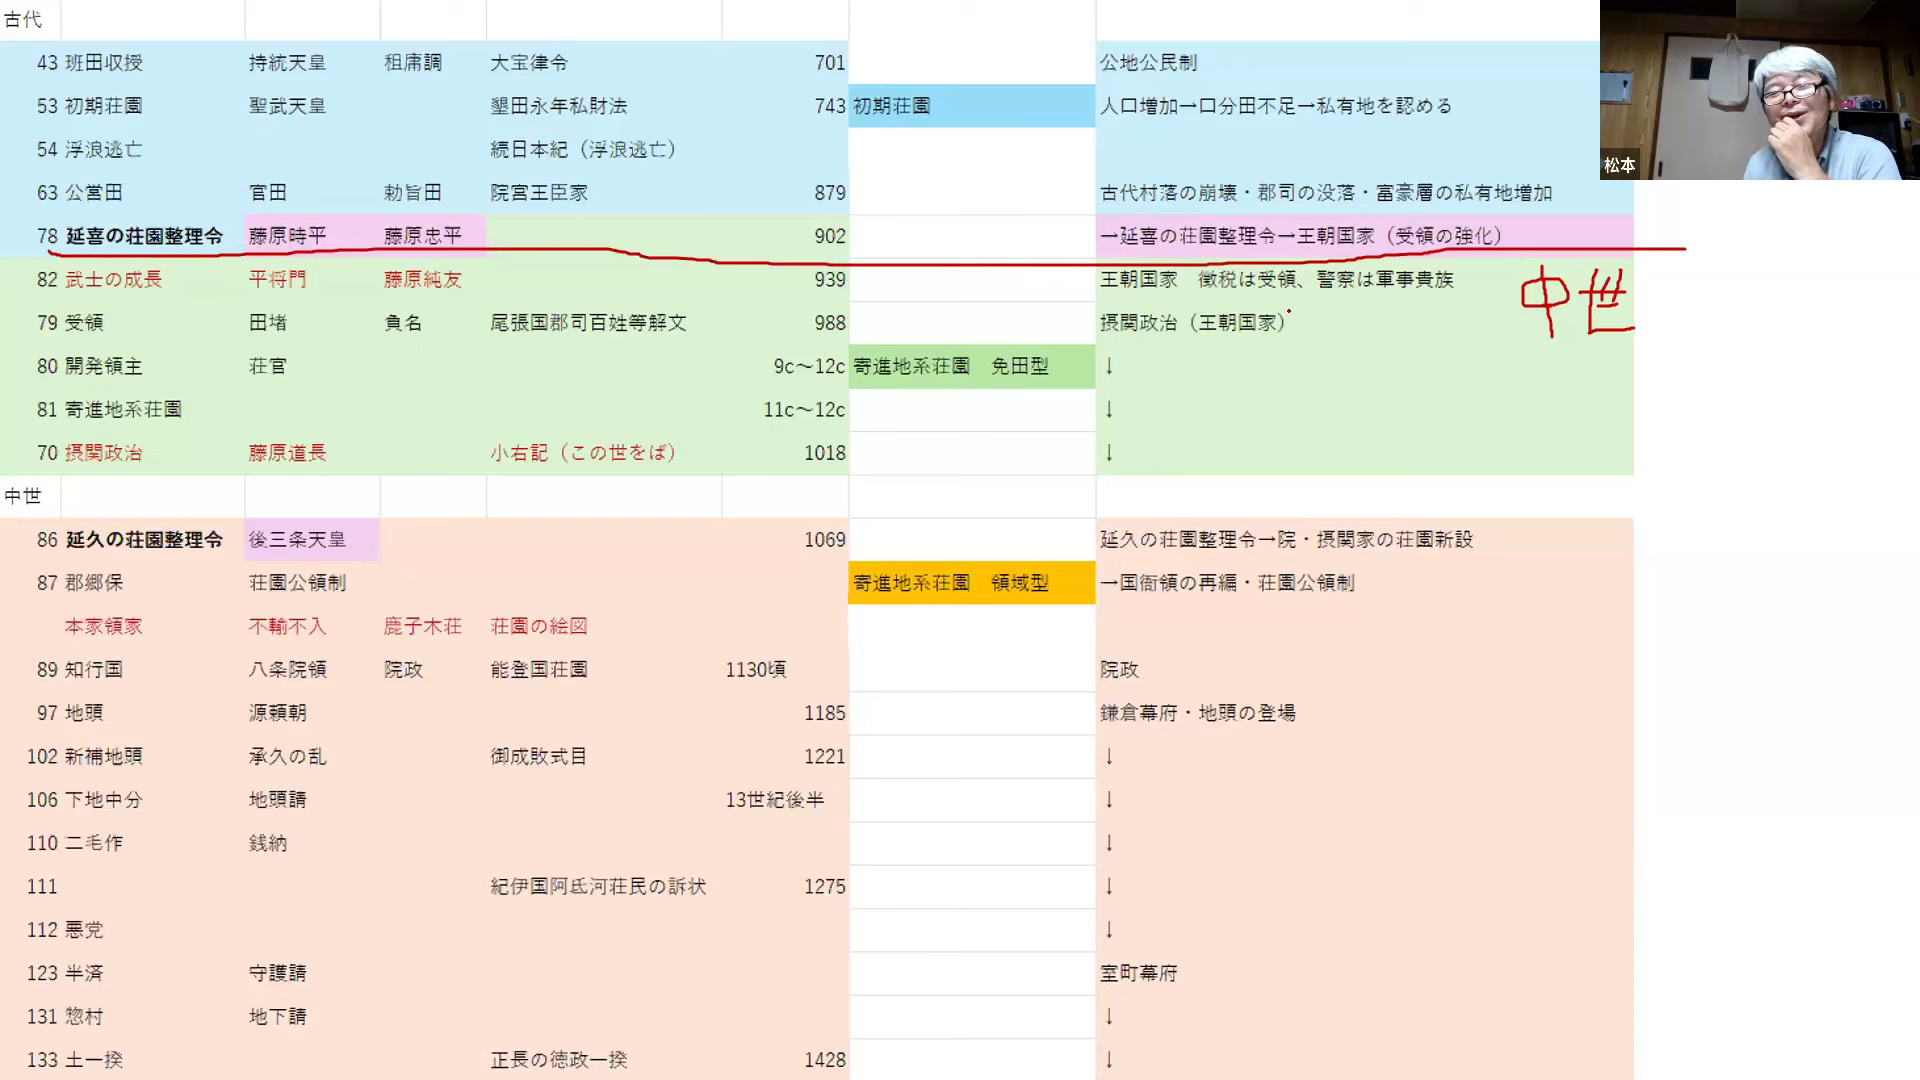 古代
43 班田収授 持統天皇 租庸調 大宝律令 701 公地公民制
53 初期荘園 聖武天皇 墾田永年私財法 743 初期荘園 人口増加→口分田不足→私有地を認める
54 浮浪逃亡 続日本紀（浮浪逃亡）
63 公営田 官田 勅旨田 院宮王臣家 879 古代村落の崩壊・郡司の没落・富豪層の私有地増加
78 延喜の荘園整理令 藤原時平 藤原忠平 902 →延喜の荘園整理令→王朝国家（受領の強化）
82 武士の成長 平将門 藤原純友 939 王朝国家　徴税は受領、警察は軍事貴族
中世
79 受領 田堵 負名 尾張国郡司百姓等解文 988 摂関政治（王朝国家）
80 開発領主 荘官 9c～12c 寄進地系荘園　免田型 ↓
81 寄進地系荘園 11c～12c ↓
70 摂関政治 藤原道長 小右記（この世をば） 1018 ↓
中世
86 延久の荘園整理令 後三条天皇 1069 延久の荘園整理令→院・摂関家の荘園新設
87 郡郷保 荘園公領制 寄進地系荘園　領域型 →国衙領の再編・荘園公領制
本家領家 不輸不入 鹿子木荘 荘園の絵図
89 知行国 八条院領 院政 能登国荘園 1130頃 院政
97 地頭 源頼朝 1185 鎌倉幕府・地頭の登場
102 新補地頭 承久の乱 御成敗式目 1221 ↓
106 下地中分 地頭請 13世紀後半 ↓
110 二毛作 銭納 ↓
111 紀伊国阿氐河荘民の訴状 1275 ↓
112 悪党 ↓
123 半済 守護請 室町幕府
131 惣村 地下請 ↓
133 土一揆 正長の徳政一揆 1428 ↓
松本